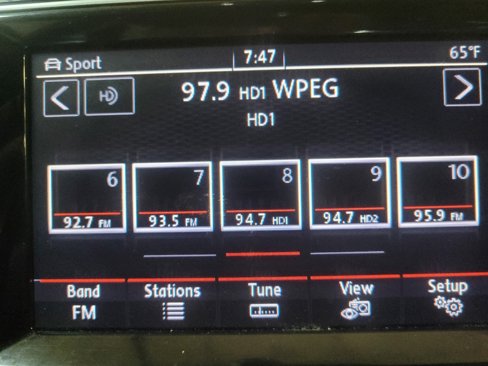 Sport 7:47 65°F
HD 97.9 HD1 WPEG
HD1
6 7 8 9 10
92.7 FM 93.5 FM 94.7 HD1 94.7 HD2 95.9 FM
Band Stations Tune View Setup
FM